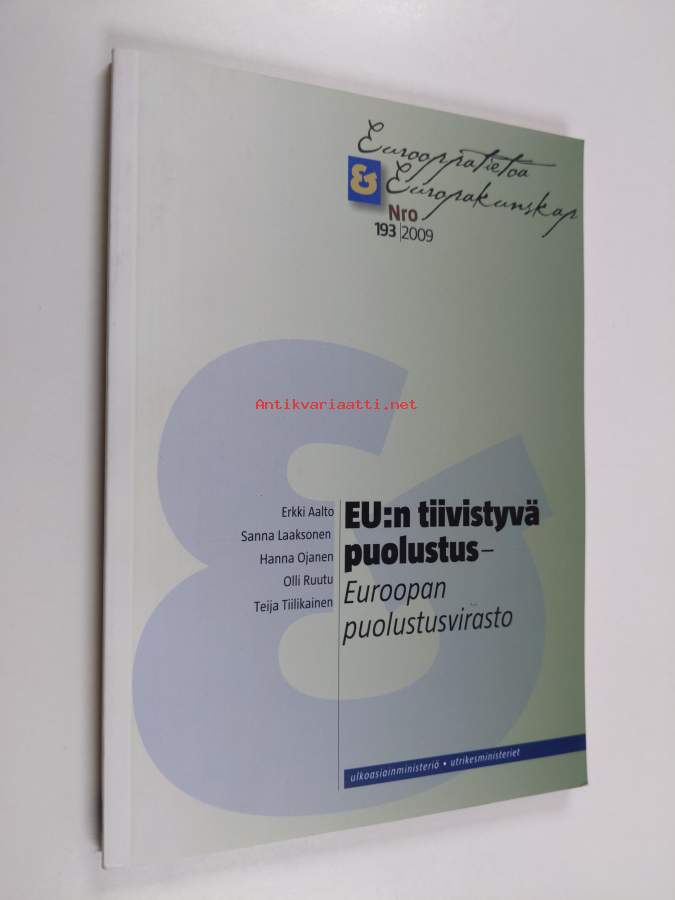 Eurooppatietoa
& Europakunskap
Nro
193 | 2009
Antikvariaatti.net
Erkki Aalto
Sanna Laaksonen
Hanna Ojanen
Olli Ruutu
Teija Tiilikainen
EU:n tiivistyvä
puolustus –
Euroopan
puolustusvirasto
ulkoasiainministeriö • utrikesministeriet